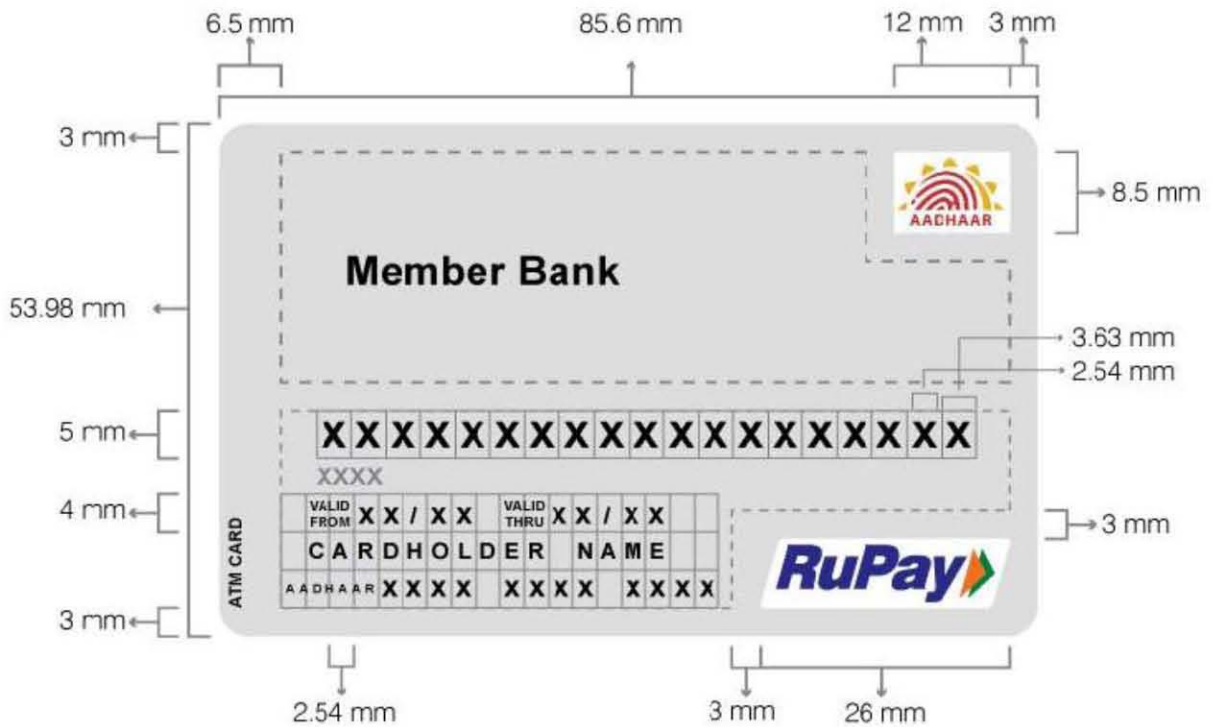 6.5 mm 85.6 mm 12 mm 3 mm
3 mm
8.5 mm
AADHAAR
Member Bank
53.98 mm
3.63 mm
2.54 mm
5 mm
XXXXXXXXXXXXXXXXXXX
XXXX
4 mm
VALID FROM XX/XX VALID THRU XX/XX
3 mm
CARDHOLDER NAME
RuPay
AADHAAR XXXX XXXX XXXX
ATM CARD
3 mm
2.54 mm 3 mm 26 mm